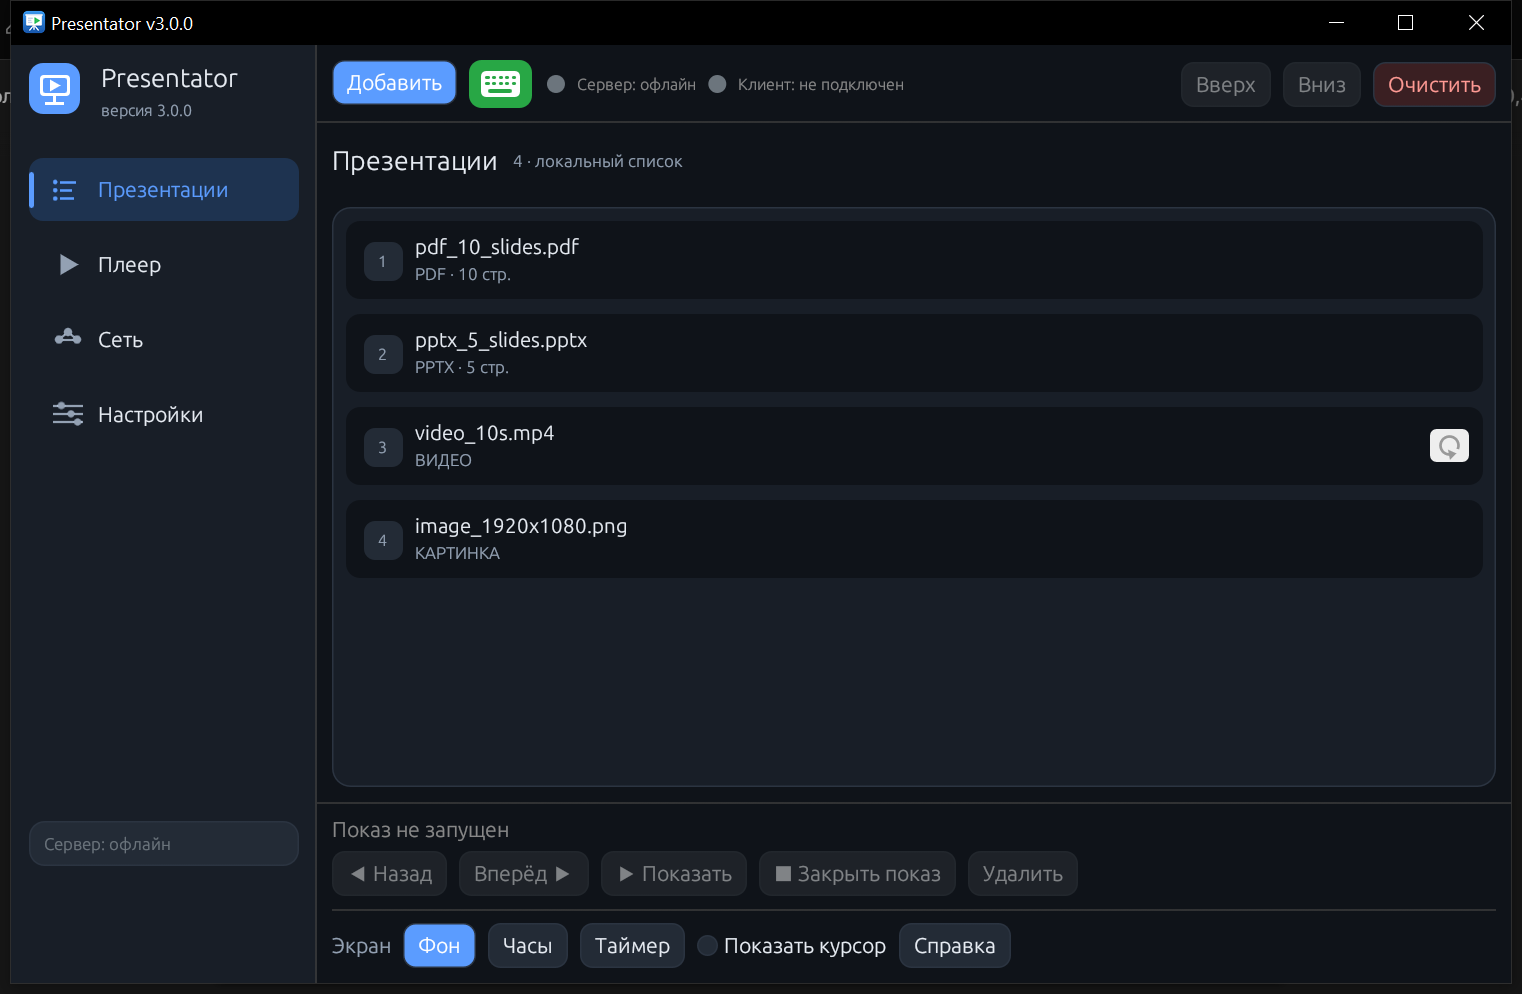 Presentator v3.0.0
Presentator
версия 3.0.0
Презентации
Плеер
Сеть
Настройки
Сервер: офлайн
Добавить
Сервер: офлайн
Клиент: не подключен
Вверх
Вниз
Очистить
Презентации
4 · локальный список
1
pdf_10_slides.pdf
PDF · 10 стр.
2
pptx_5_slides.pptx
PPTX · 5 стр.
3
video_10s.mp4
ВИДЕО
4
image_1920x1080.png
КАРТИНКА
Показ не запущен
◀ Назад
Вперёд ▶
▶ Показать
■ Закрыть показ
Удалить
Экран
Фон
Часы
Таймер
Показать курсор
Справка